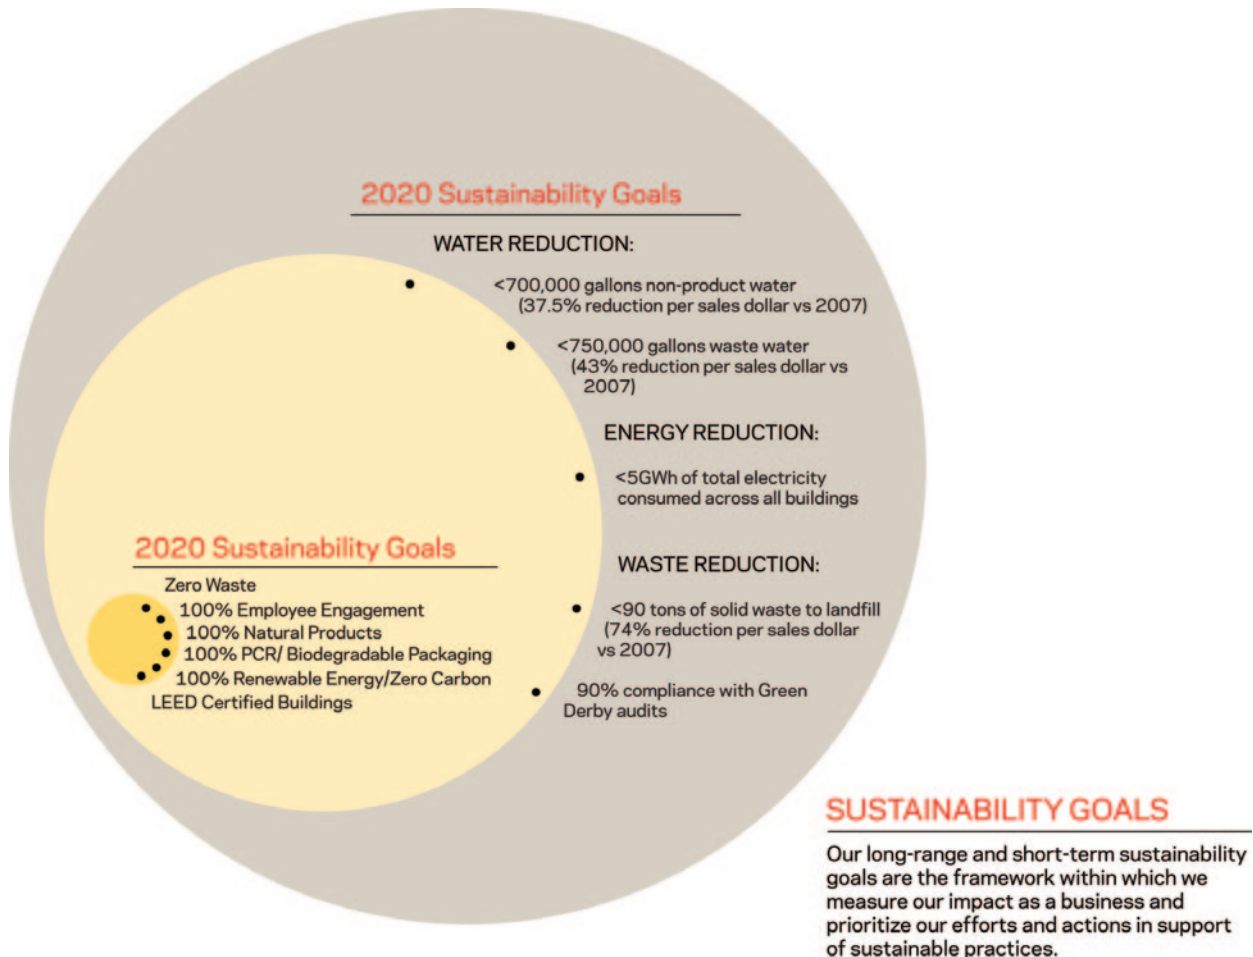 2020 Sustainability Goals
WATER REDUCTION:
<700,000 gallons non-product water
(37.5% reduction per sales dollar vs 2007)
<750,000 gallons waste water
(43% reduction per sales dollar vs
2007)
ENERGY REDUCTION:
<5GWh of total electricity
consumed across all buildings
WASTE REDUCTION:
<90 tons of solid waste to landfill
(74% reduction per sales dollar
vs 2007)
90% compliance with Green
Derby audits
2020 Sustainability Goals
Zero Waste
100% Employee Engagement
100% Natural Products
100% PCR/ Biodegradable Packaging
100% Renewable Energy/Zero Carbon
LEED Certified Buildings
SUSTAINABILITY GOALS
Our long-range and short-term sustainability
goals are the framework within which we
measure our impact as a business and
prioritize our efforts and actions in support
of sustainable practices.